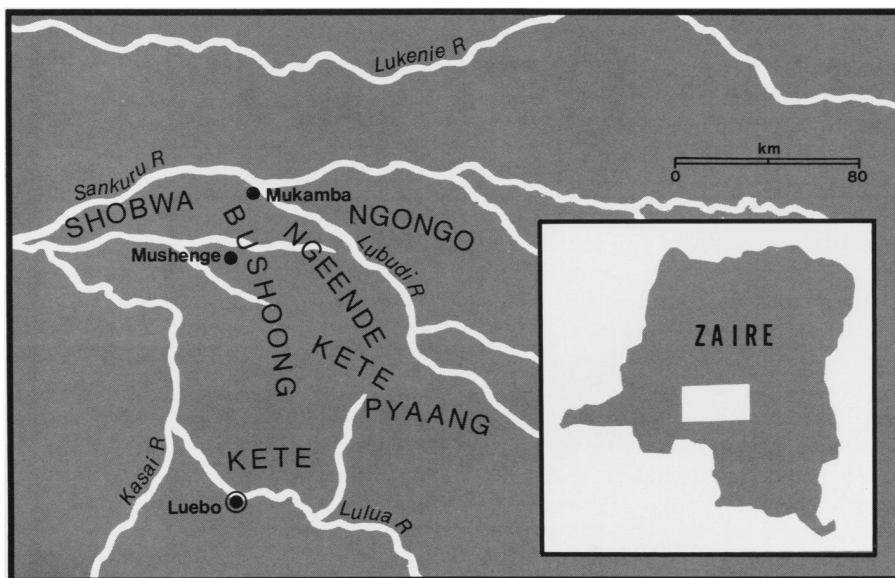 Lukenie R
km
0 80
Sankuru R
SHOBWA
Mukamba
BUSHOONG
NGONGO
NGEENDE
Lubudi R
Mushenge
KETE
PYAANG
KETE
Kasai R
Luebo
Lulua R
ZAIRE